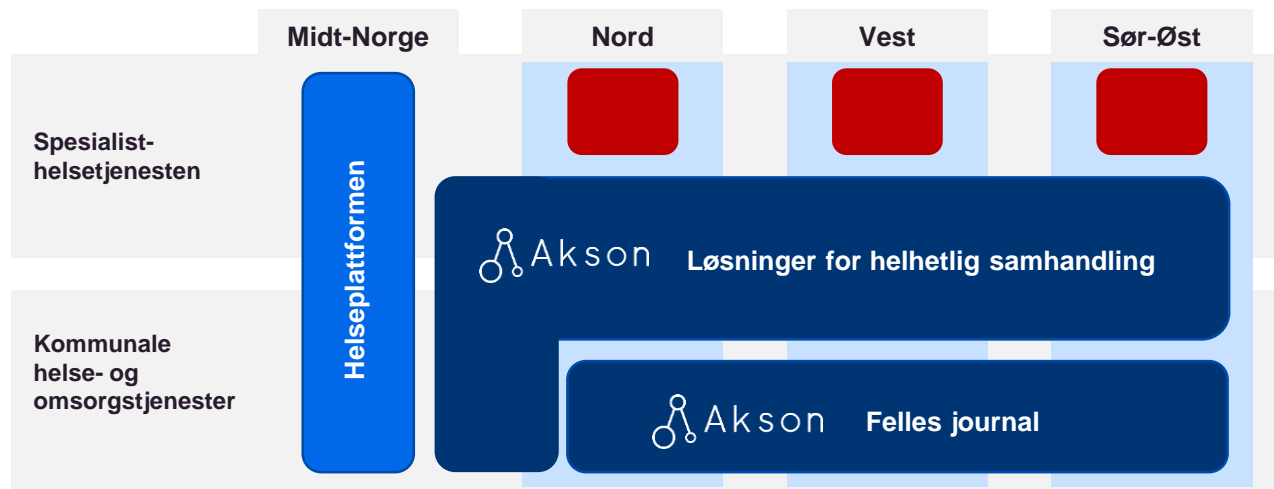 Midt-Norge
Nord
Vest
Sør-Øst
Spesialist-
helsetjenesten
Helseplattformen
Akson
Løsninger for helhetlig samhandling
Kommunale
helse- og
omsorgstjenester
Akson
Felles journal